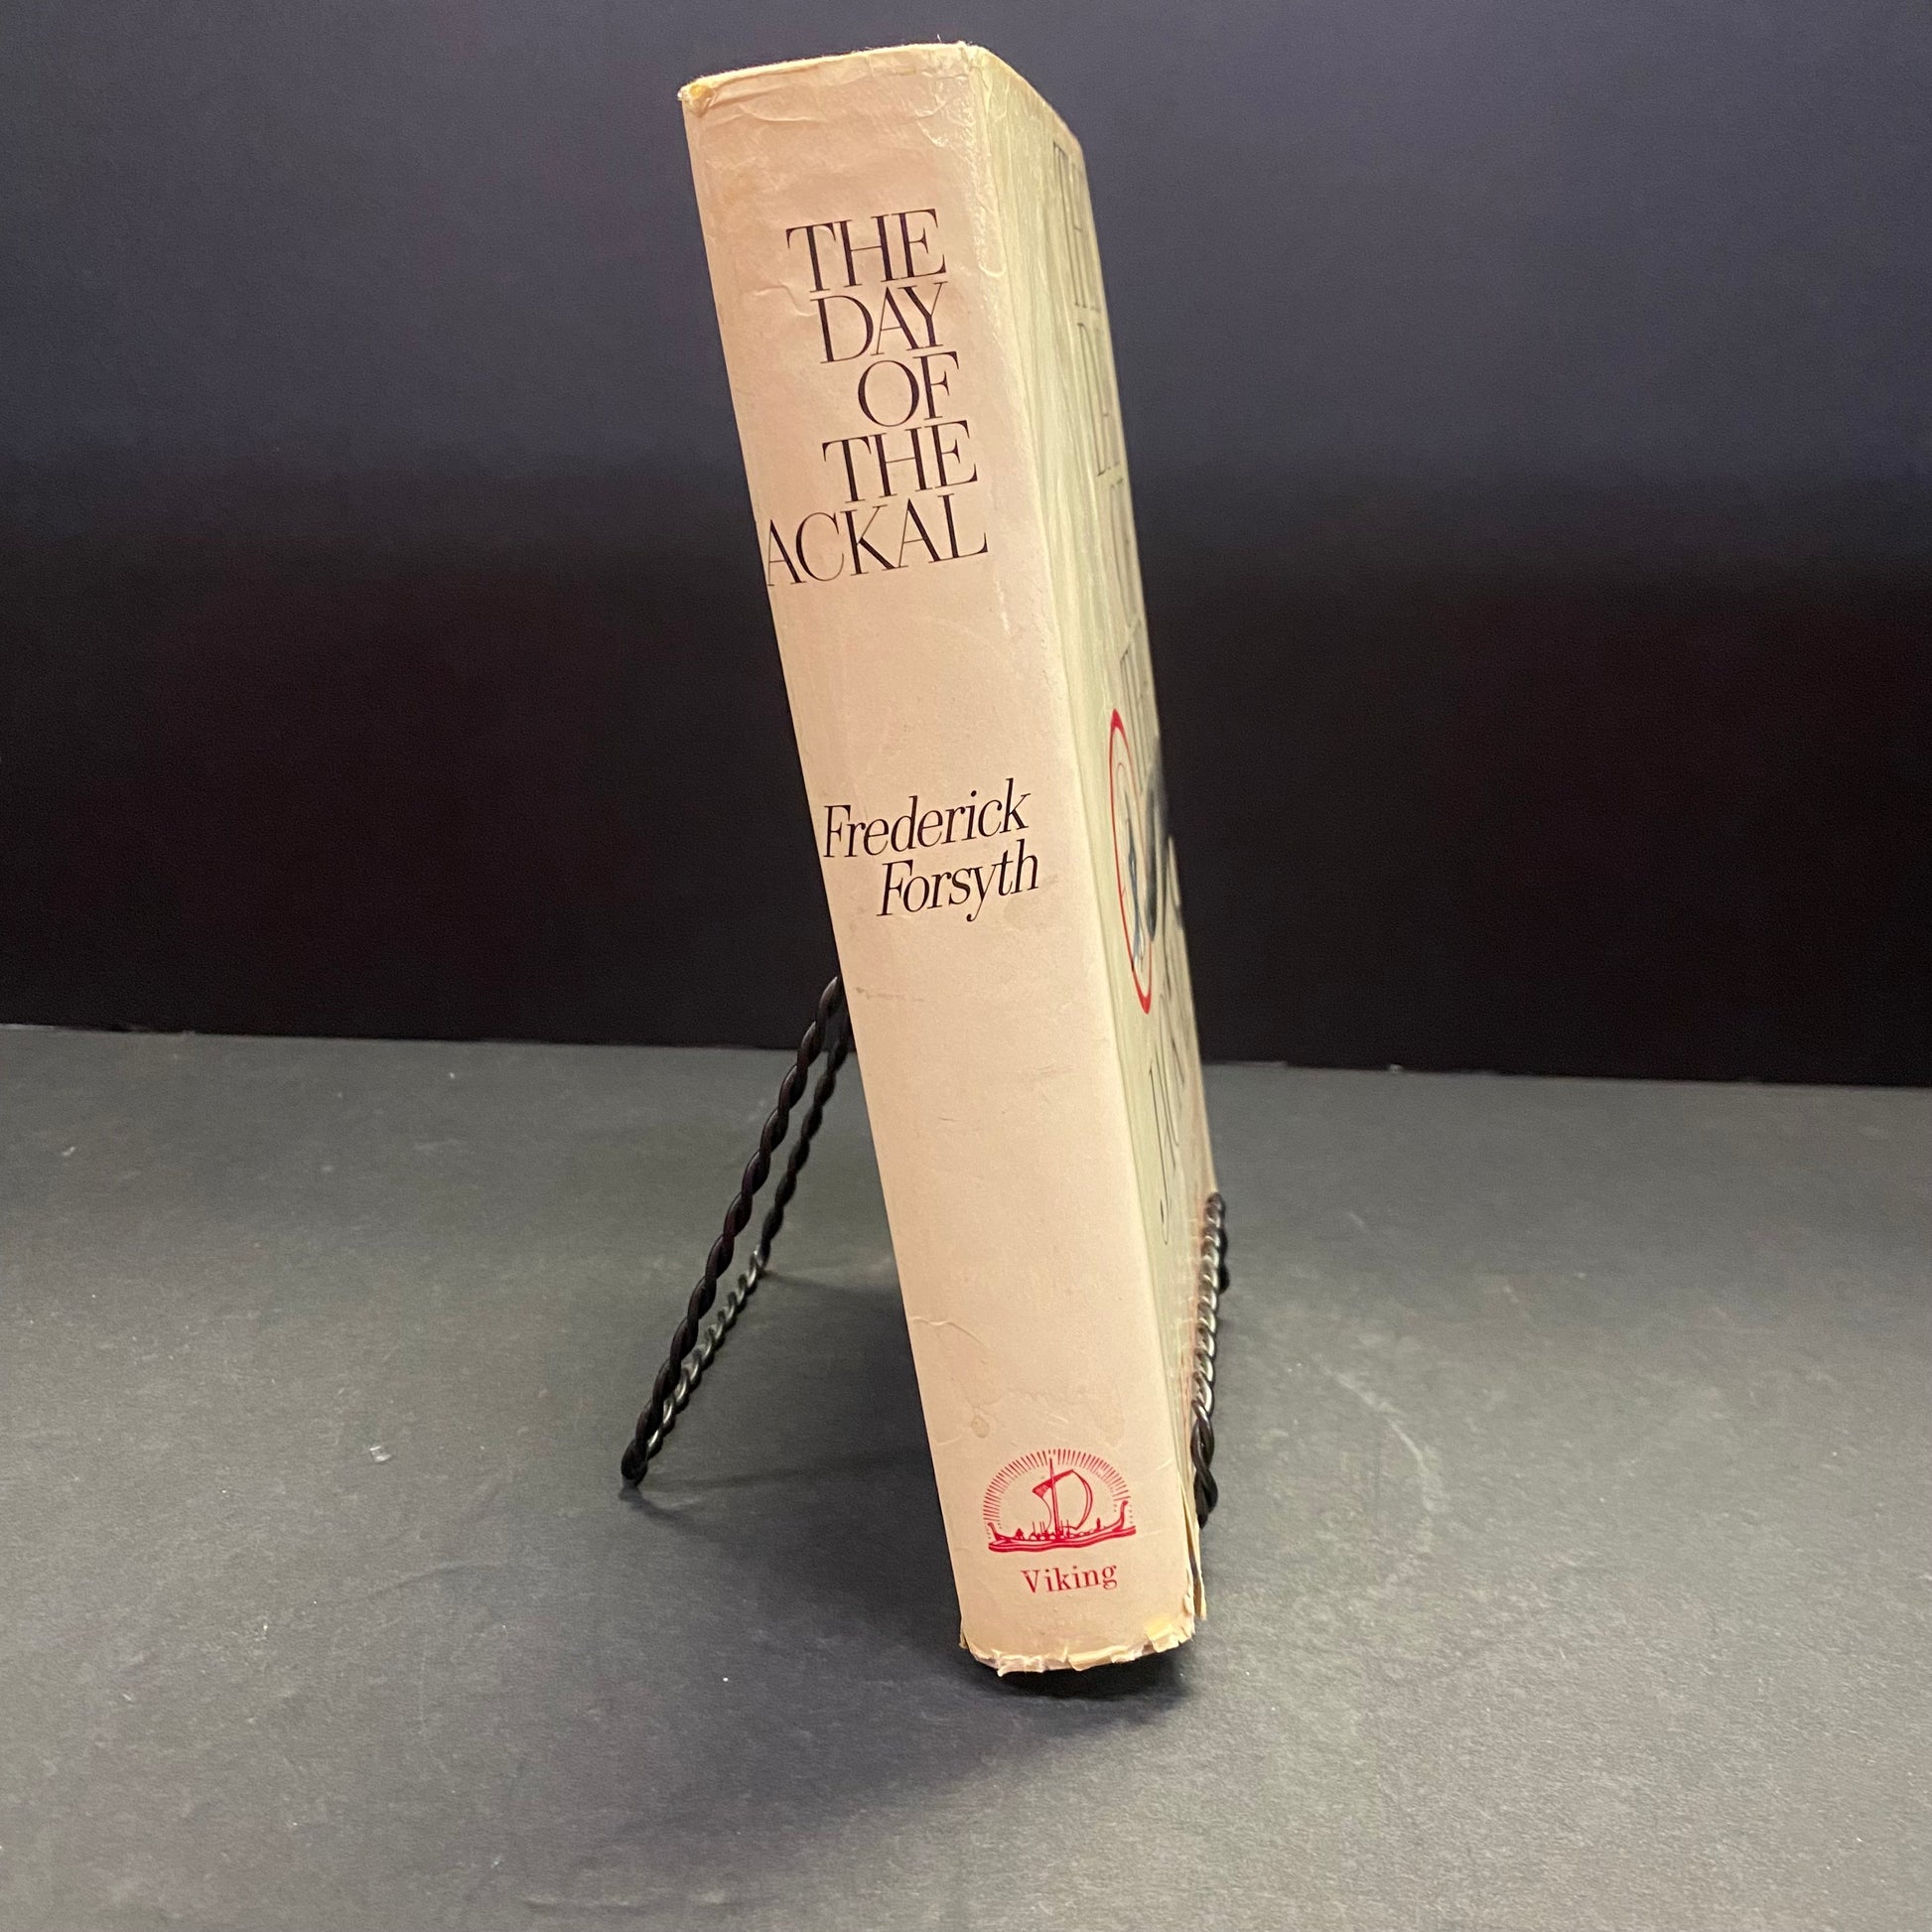 THE
DAY
OF
THE
ACKAL
Frederick
Forsyth
Viking